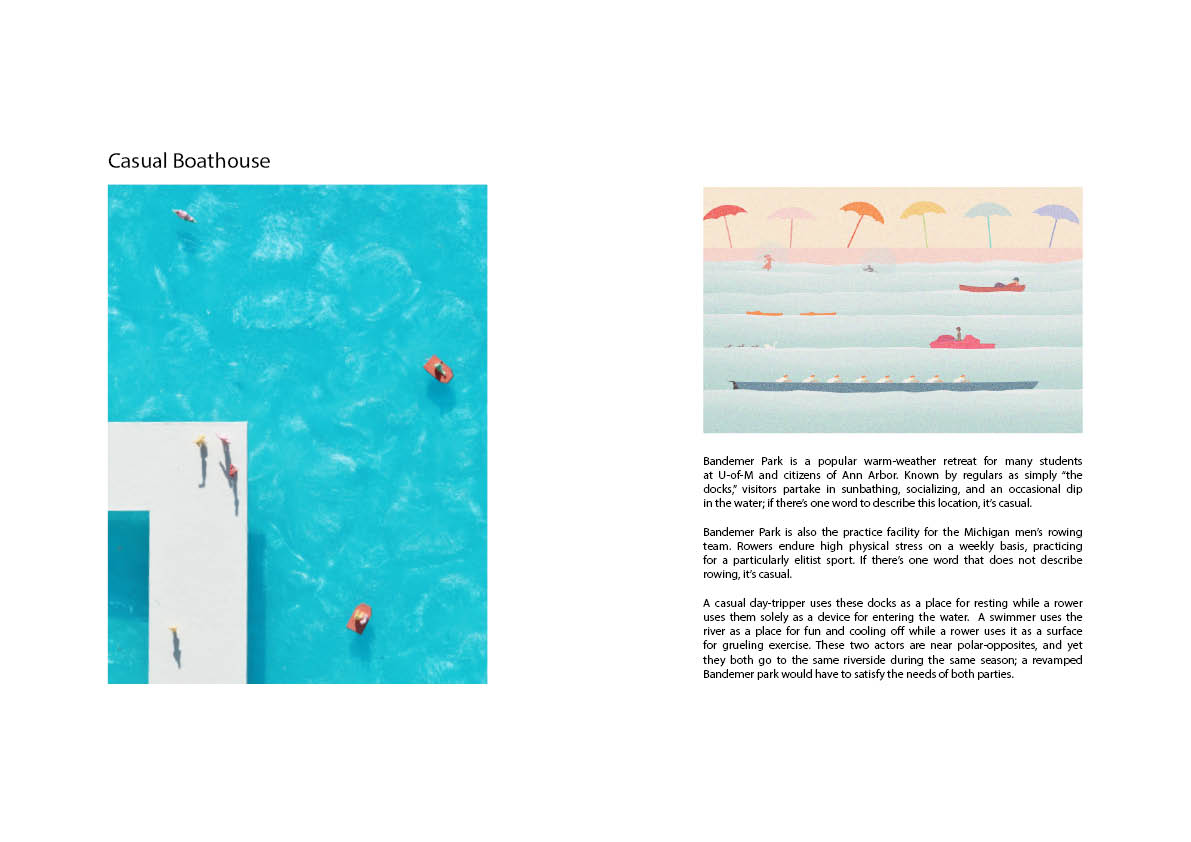 Casual Boathouse
Bandemer Park is a popular warm-weather retreat for many students
at U-of-M and citizens of Ann Arbor. Known by regulars as simply “the
docks,” visitors partake in sunbathing, socializing, and an occasional dip
in the water; if there’s one word to describe this location, it’s casual.
Bandemer Park is also the practice facility for the Michigan men’s rowing
team. Rowers endure high physical stress on a weekly basis, practicing
for a particularly elitist sport. If there’s one word that does not describe
rowing, it’s casual.
A casual day-tripper uses these docks as a place for resting while a rower
uses them solely as a device for entering the water.  A swimmer uses the
river as a place for fun and cooling off while a rower uses it as a surface
for grueling exercise. These two actors are near polar-opposites, and yet
they both go to the same riverside during the same season; a revamped
Bandemer park would have to satisfy the needs of both parties.